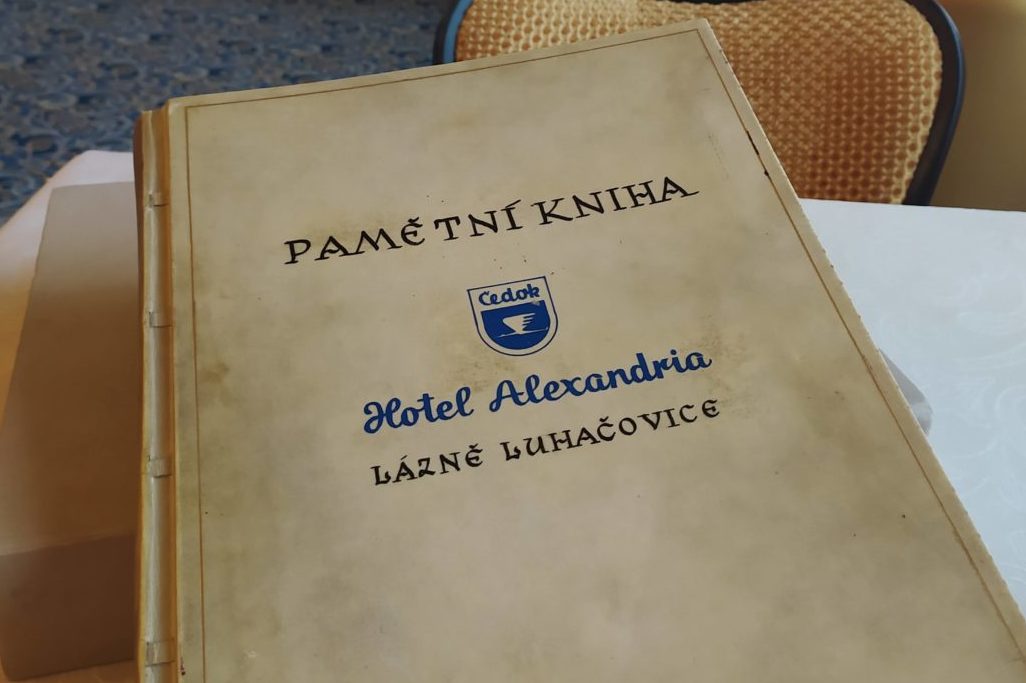 PAMĚTNÍ KNIHA
Čedok
Hotel Alexandria
LÁZNĚ LUHAČOVICE